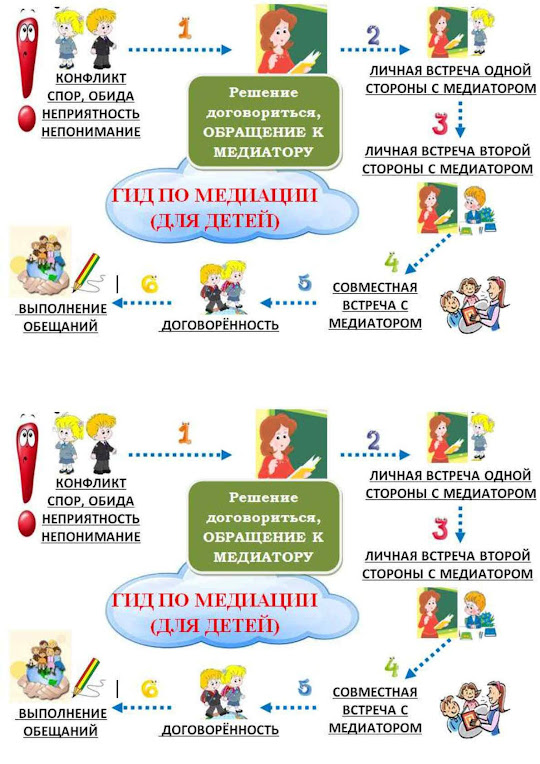 1
КОНФЛИКТ
СПОР, ОБИДА
НЕПРИЯТНОСТЬ
НЕПОНИМАНИЕ
Решение
договориться,
ОБРАЩЕНИЕ К
МЕДИАТОРУ
2
ЛИЧНАЯ ВСТРЕЧА ОДНОЙ
СТОРОНЫ С МЕДИАТОРОМ
3
ЛИЧНАЯ ВСТРЕЧА ВТОРОЙ
СТОРОНЫ С МЕДИАТОРОМ
ГИД ПО МЕДИАЦИИ
(ДЛЯ ДЕТЕЙ)
4
СОВМЕСТНАЯ
ВСТРЕЧА С
МЕДИАТОРОМ
5
ДОГОВОРЁННОСТЬ
6
ВЫПОЛНЕНИЕ
ОБЕЩАНИЙ
1
КОНФЛИКТ
СПОР, ОБИДА
НЕПРИЯТНОСТЬ
НЕПОНИМАНИЕ
Решение
договориться,
ОБРАЩЕНИЕ К
МЕДИАТОРУ
2
ЛИЧНАЯ ВСТРЕЧА ОДНОЙ
СТОРОНЫ С МЕДИАТОРОМ
3
ЛИЧНАЯ ВСТРЕЧА ВТОРОЙ
СТОРОНЫ С МЕДИАТОРОМ
ГИД ПО МЕДИАЦИИ
(ДЛЯ ДЕТЕЙ)
4
СОВМЕСТНАЯ
ВСТРЕЧА С
МЕДИАТОРОМ
5
ДОГОВОРЁННОСТЬ
6
ВЫПОЛНЕНИЕ
ОБЕЩАНИЙ